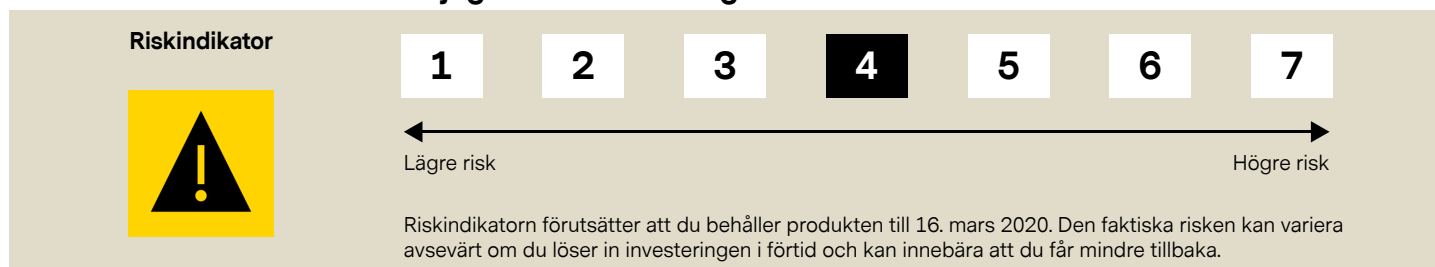 Riskindikator
1 2 3 4 5 6 7
Lägre risk Högre risk
Riskindikatorn förutsätter att du behåller produkten till 16. mars 2020. Den faktiska risken kan variera
avsevärt om du löser in investeringen i förtid och kan innebära att du får mindre tillbaka.